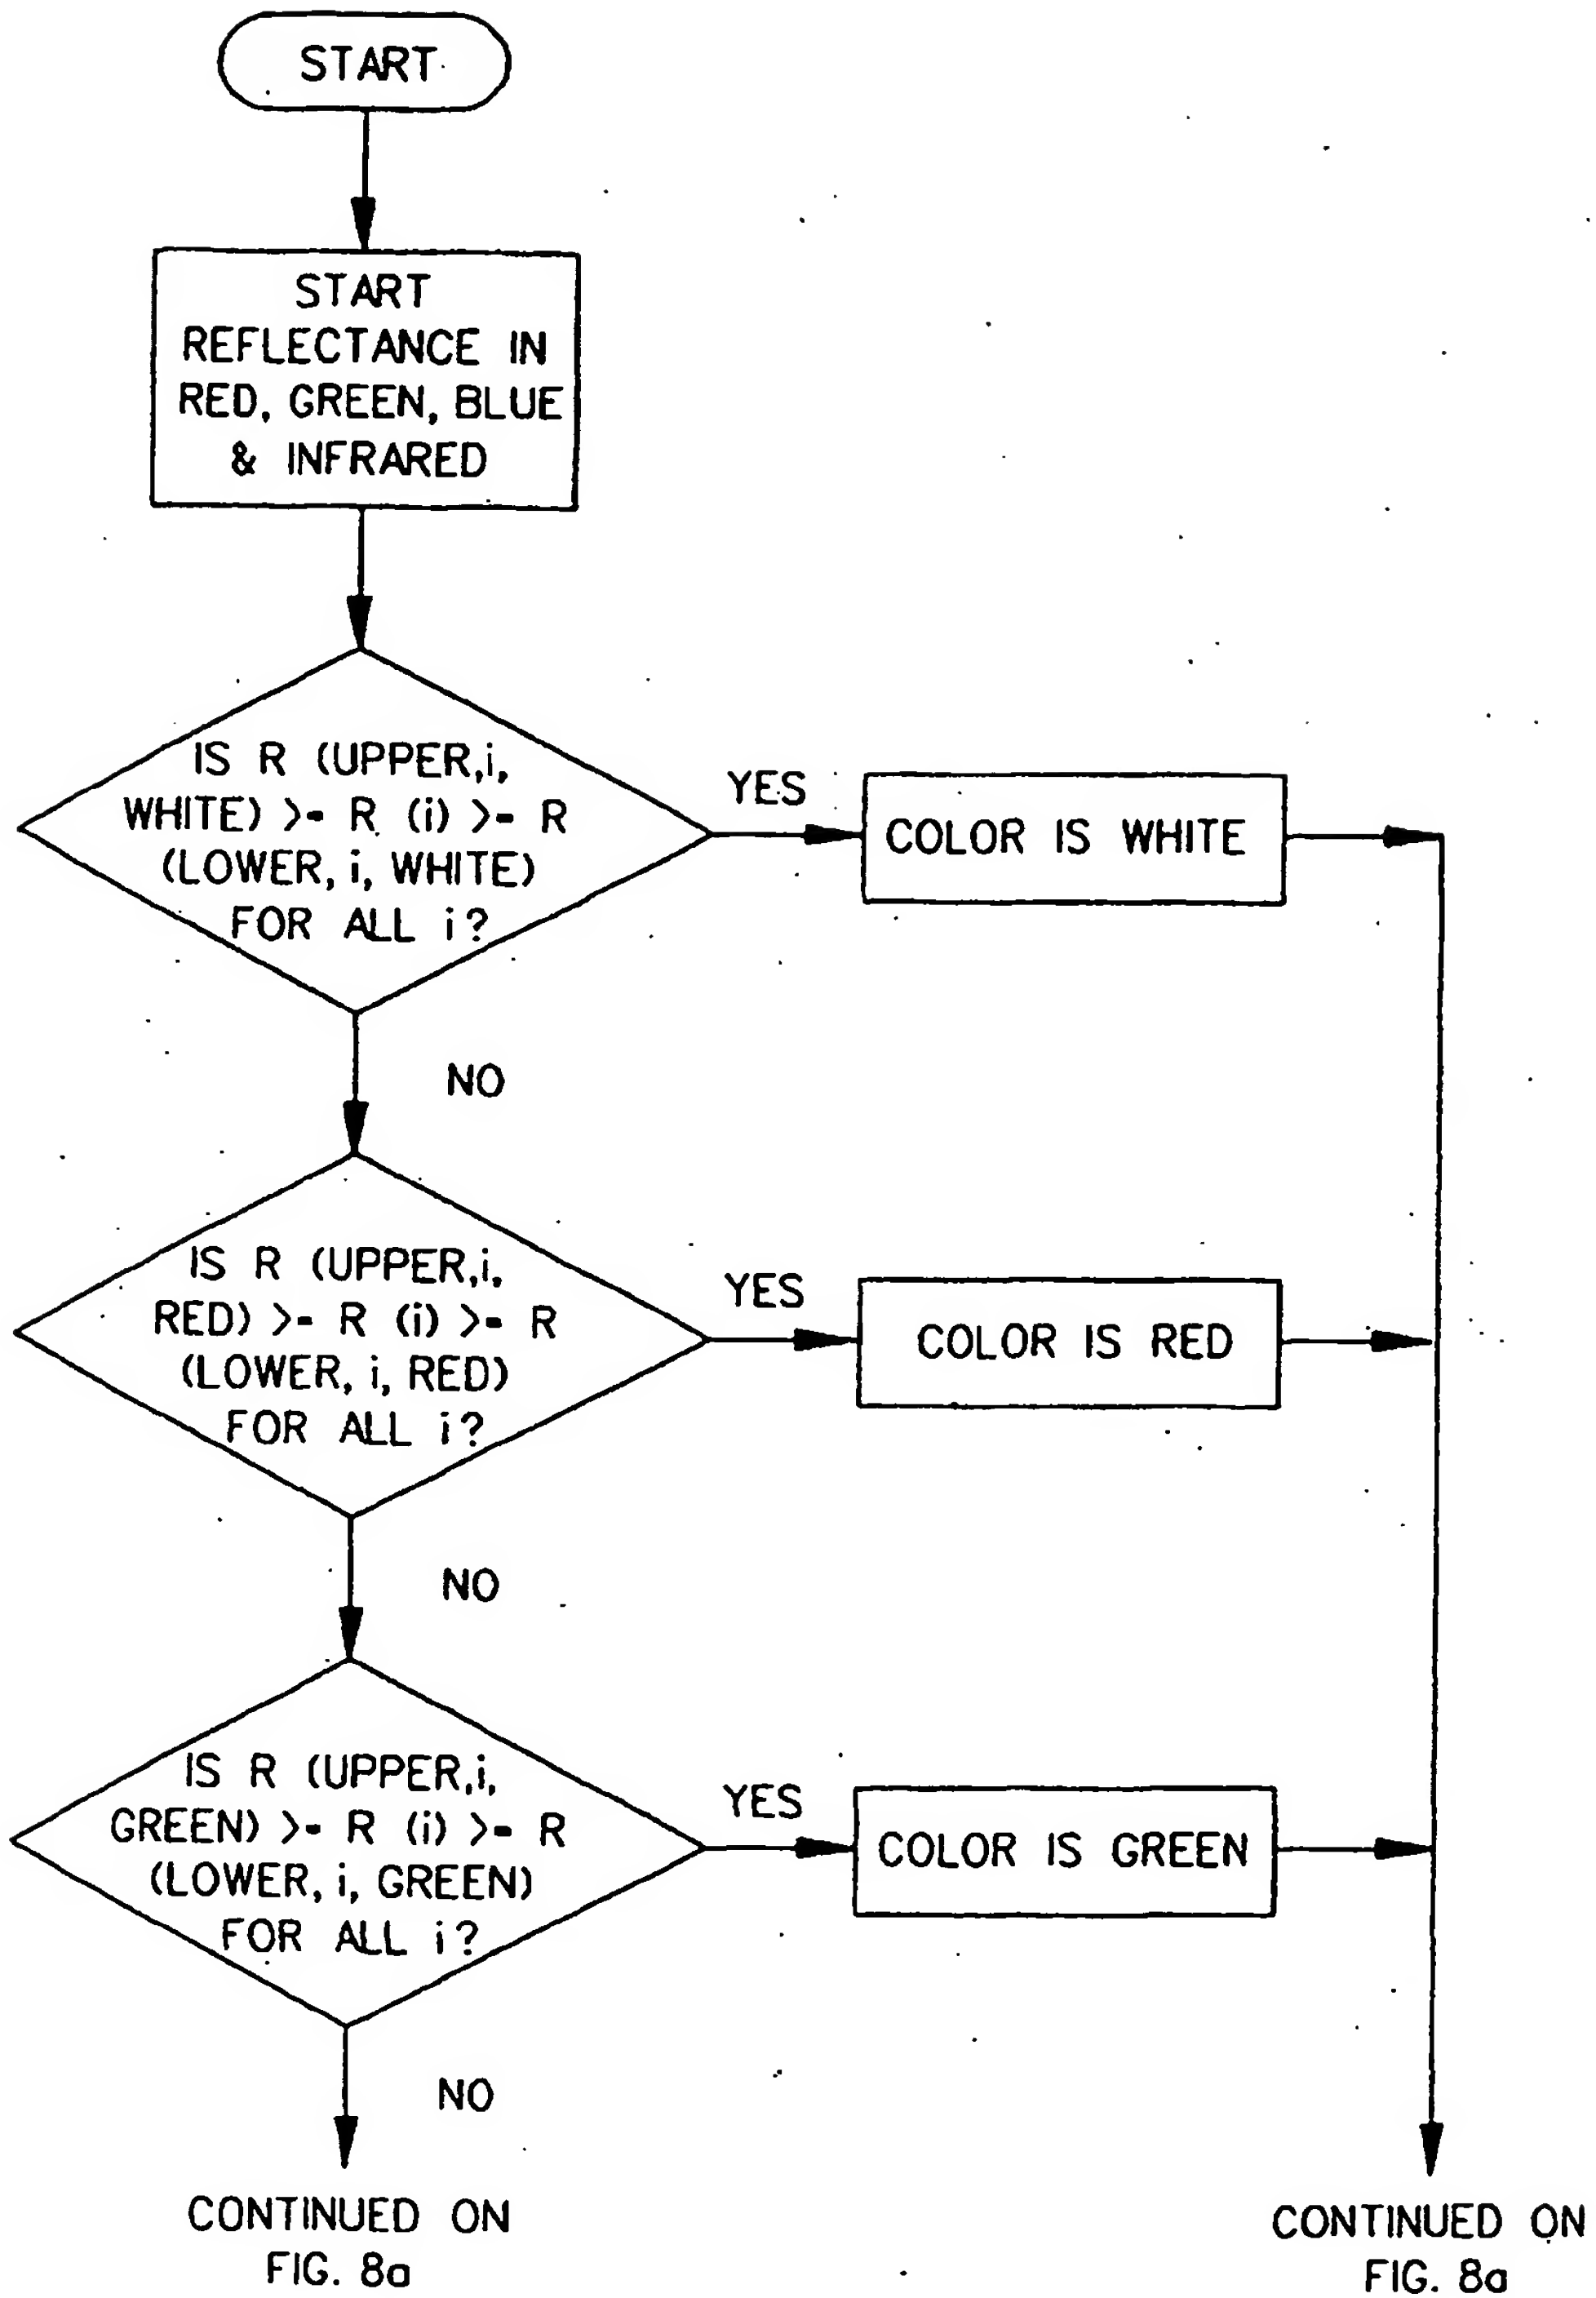 START
START
REFLECTANCE IN
RED, GREEN, BLUE
& INFRARED
IS R (UPPER,i,
WHITE) >= R (i) >= R
(LOWER, i, WHITE)
FOR ALL i?
YES
COLOR IS WHITE
NO
IS R (UPPER,i,
RED) >= R (i) >= R
(LOWER, i, RED)
FOR ALL i?
YES
COLOR IS RED
NO
IS R (UPPER,i,
GREEN) >= R (i) >= R
(LOWER, i, GREEN)
FOR ALL i?
YES
COLOR IS GREEN
NO
CONTINUED ON
FIG. 8a
CONTINUED ON
FIG. 8a